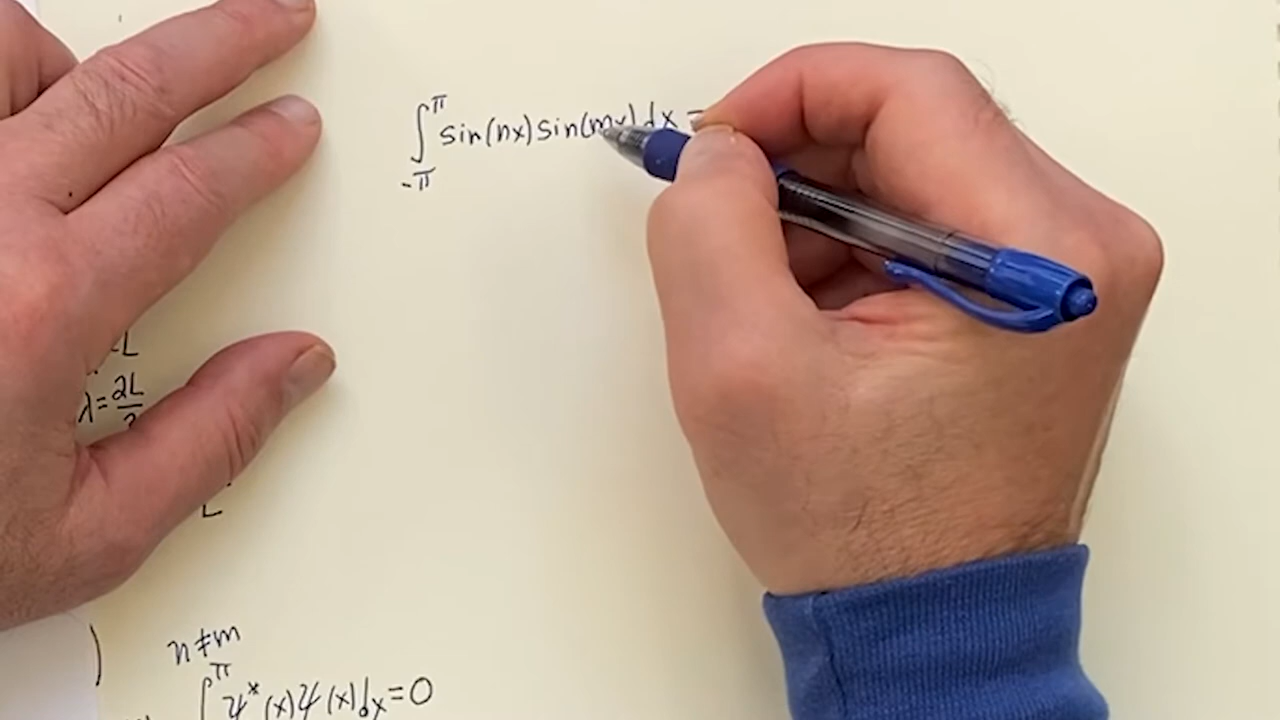 ∫_{-π}^{π} sin(nx) sin(mx) dx =
L
λ = 2L
L
n ≠ m
)
∫^{π} ψ*(x) ψ(x) dx = 0